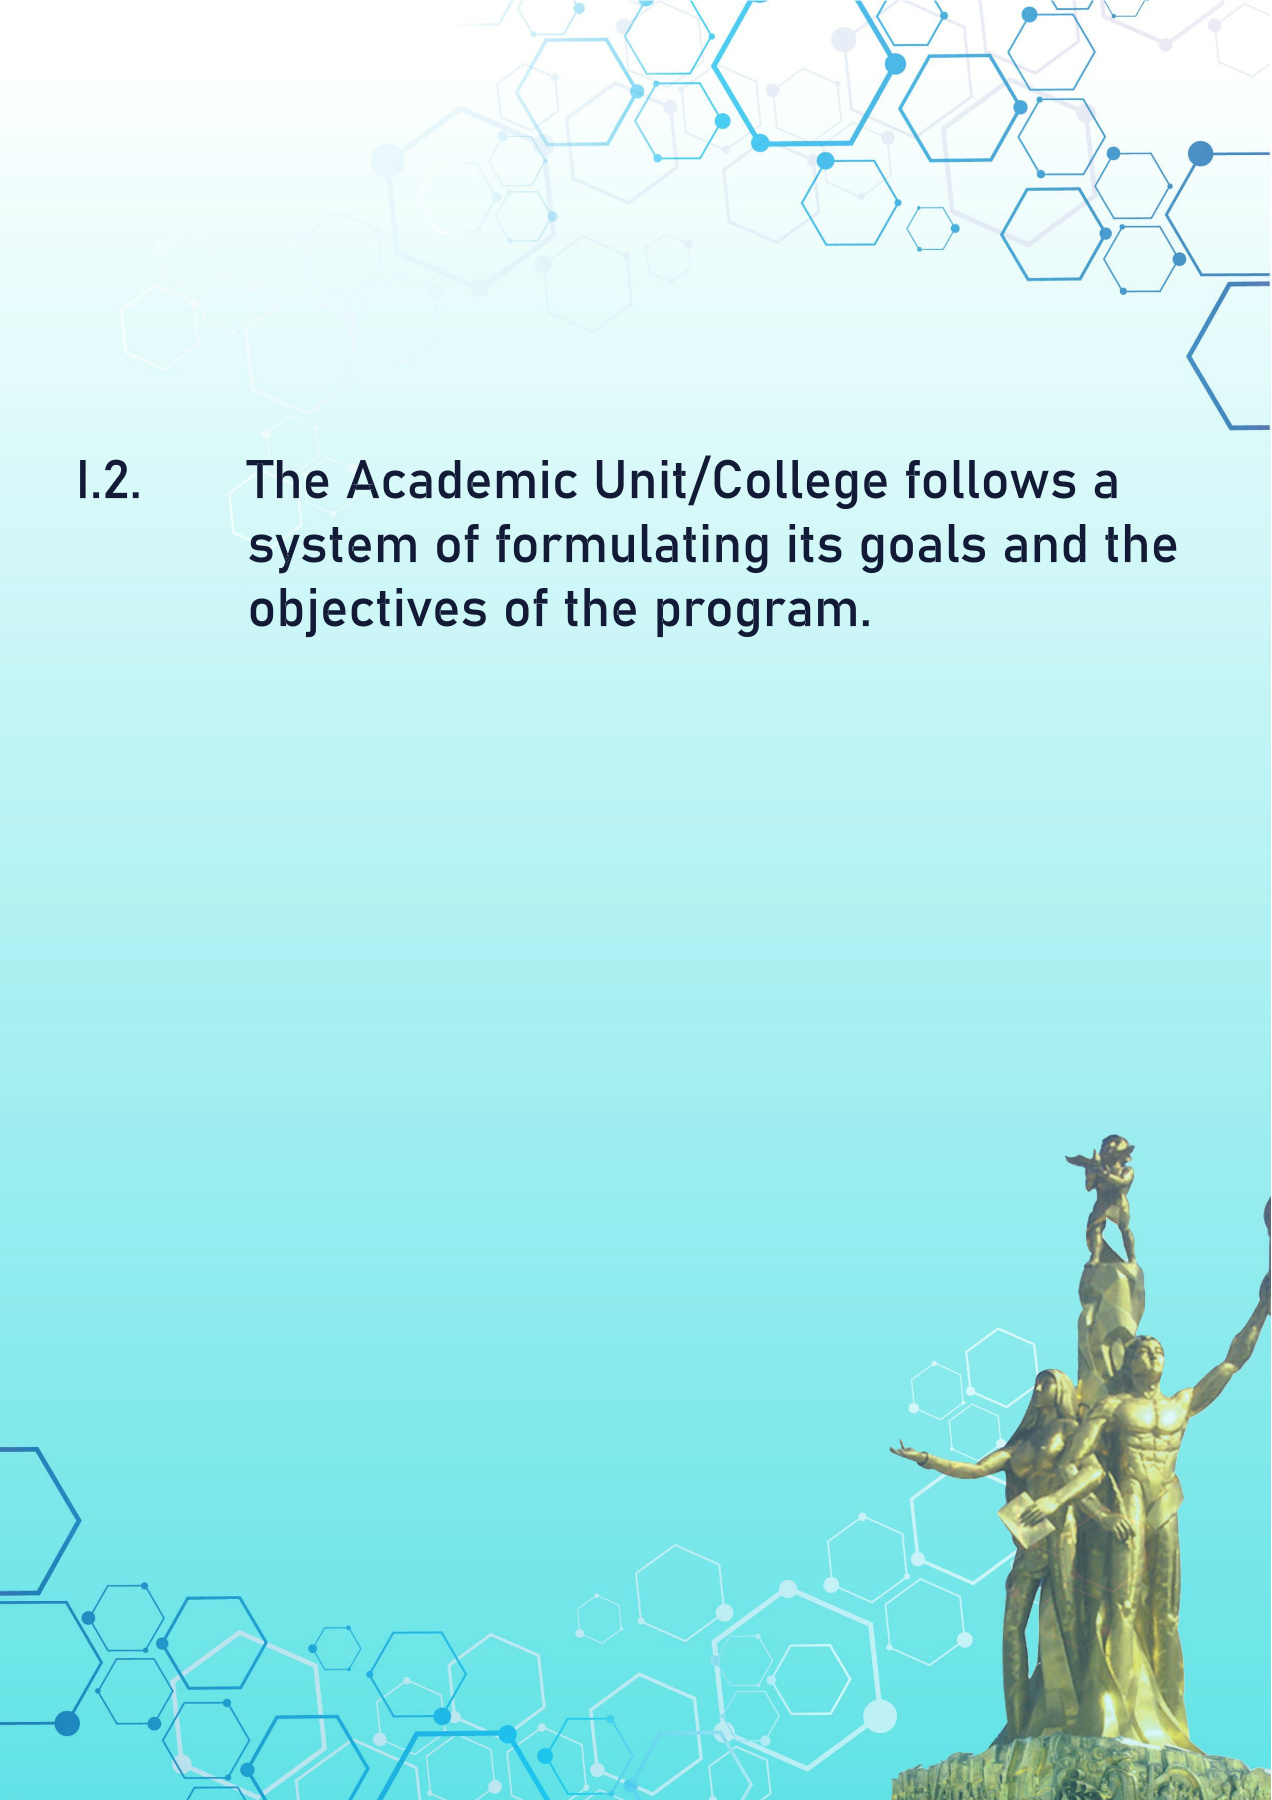 I.2. The Academic Unit/College follows a
system of formulating its goals and the
objectives of the program.